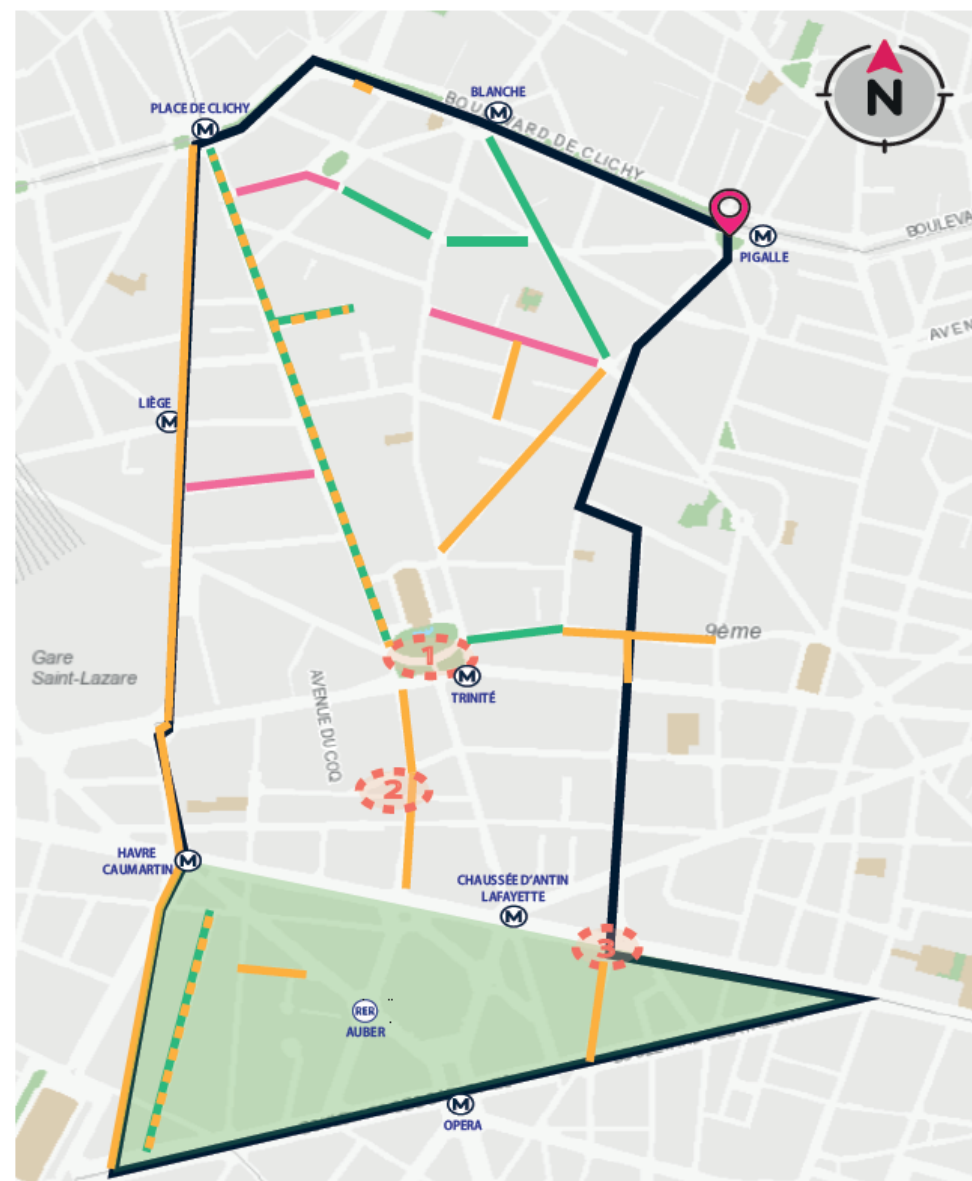 N
BLANCHE
M
PLACE DE CLICHY
M
BOULEVARD DE CLICHY
M
PIGALLE
BOULEVA
AVEN
LIÈGE
M
9ème
Gare
Saint-Lazare
1
M
TRINITÉ
AVENUE DU COQ
2
HAVRE
CAUMARTIN
M
CHAUSSÉE D'ANTIN
LAFAYETTE
M
3
RER
AUBER
M
OPERA